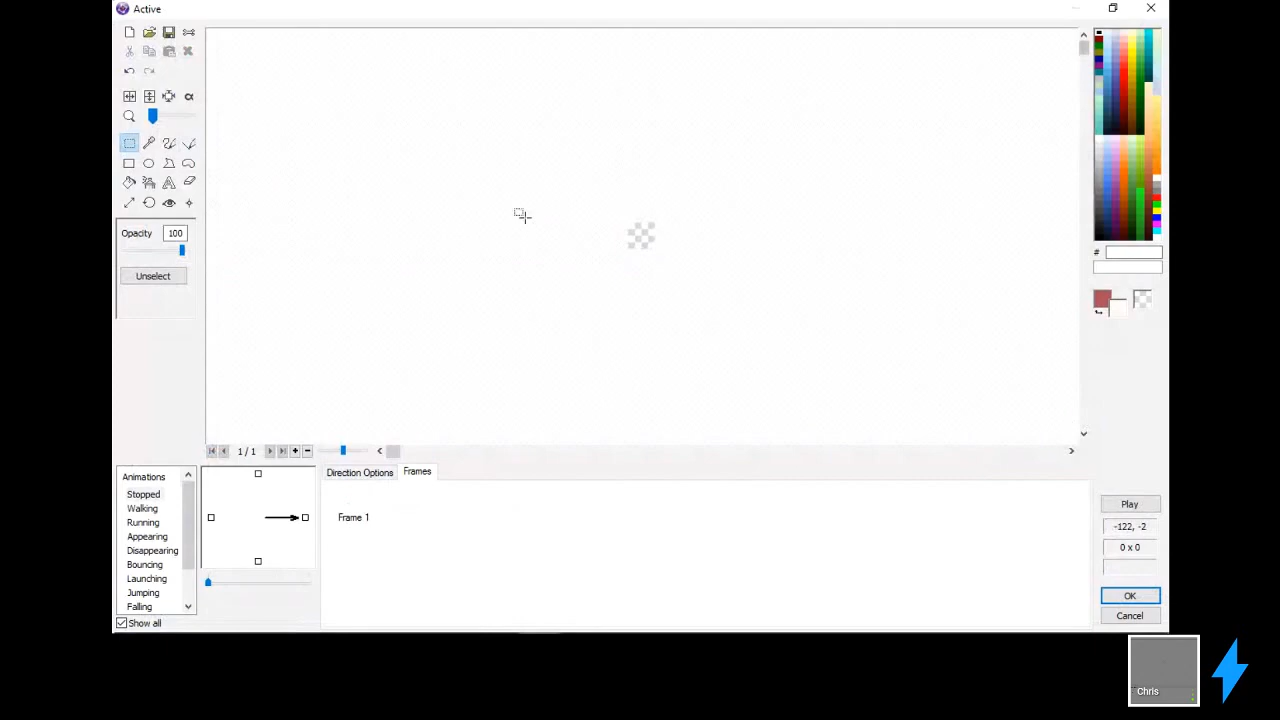 Active
Opacity 100
Unselect
#
1 / 1
Animations
Stopped
Walking
Running
Appearing
Disappearing
Bouncing
Launching
Jumping
Falling
Show all
Direction Options
Frames
Frame 1
Play
-122, -2
0 x 0
OK
Cancel
Chris